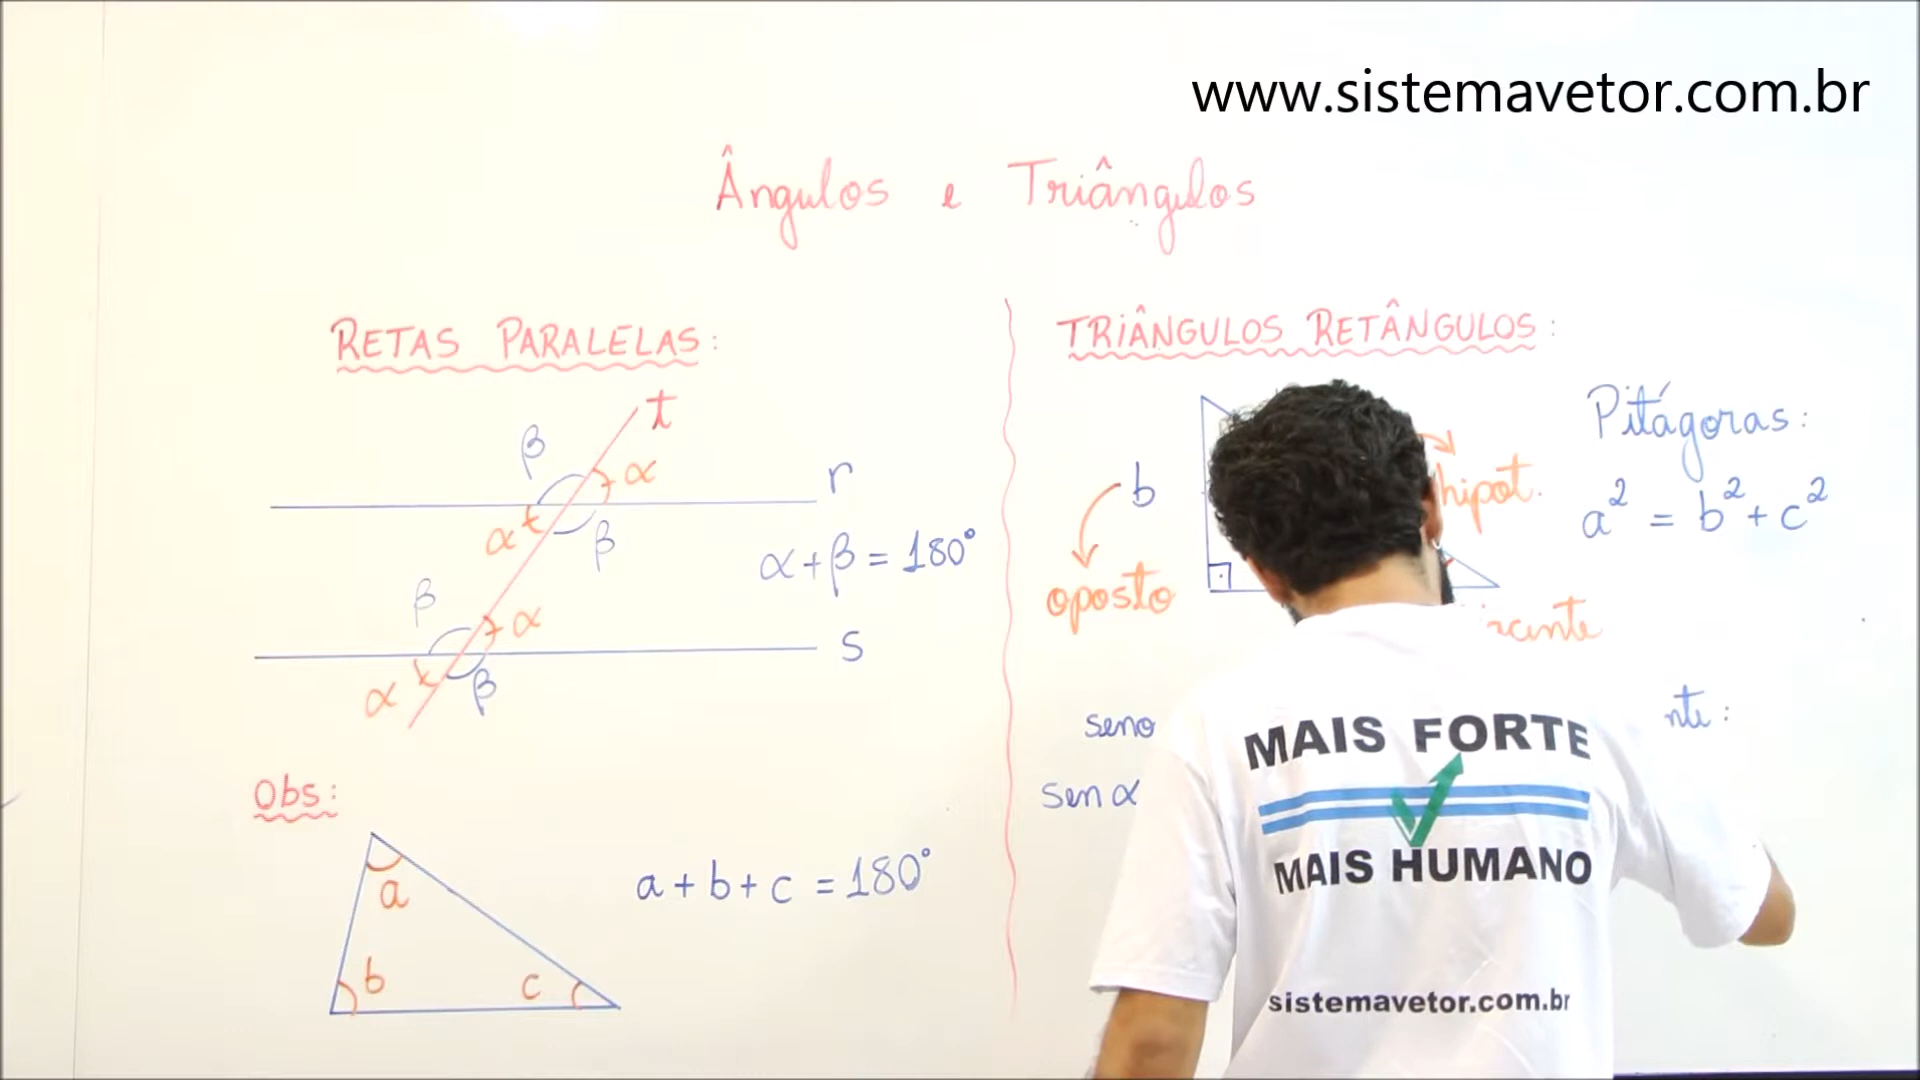 www.sistemavetor.com.br
Ângulos e Triângulos
RETAS PARALELAS:
t
β
α
r
α
β
α+β=180°
β
α
s
α
β
Obs:
a
b
c
a+b+c=180°
TRIÂNGULOS RETÂNGULOS:
b
hipot.
oposto
Pitágoras:
a²=b²+c²
seno
sen α
MAIS FORTE
MAIS HUMANO
sistemavetor.com.br